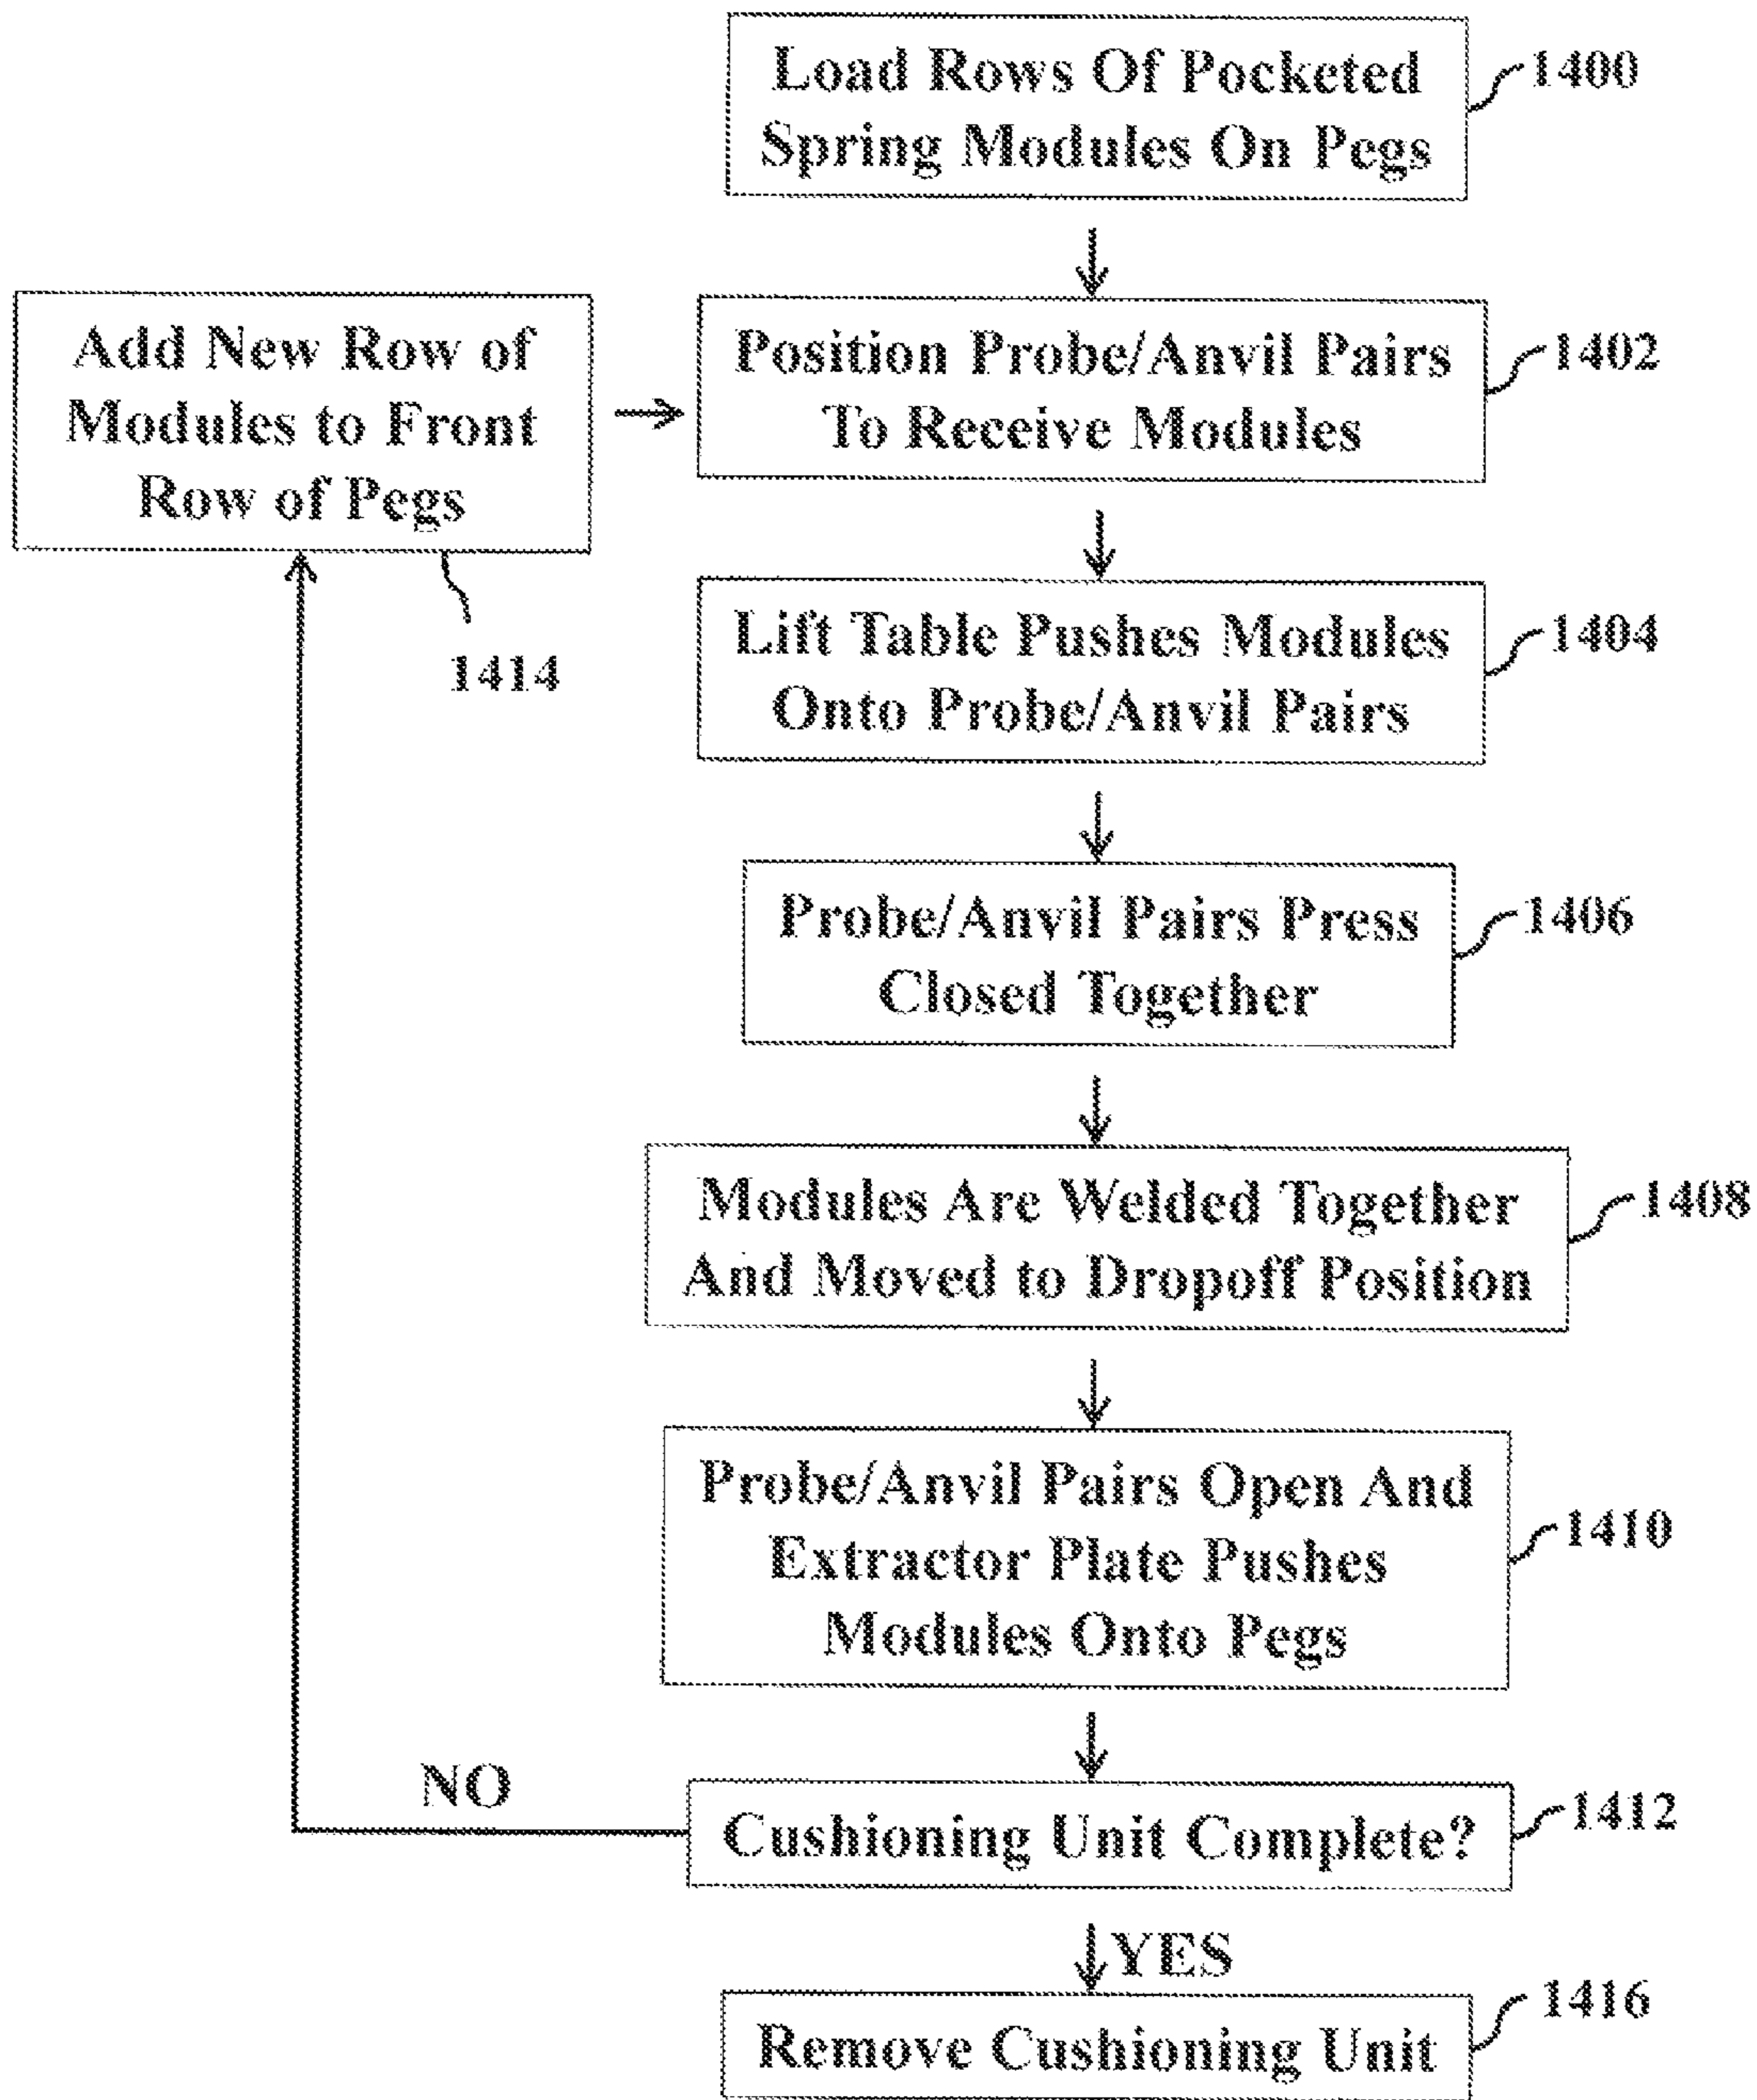 Load Rows Of Pocketed
Spring Modules On Pegs
1400
Add New Row of
Modules to Front
Row of Pegs
1414
Position Probe/Anvil Pairs
To Receive Modules
1402
Lift Table Pushes Modules
Onto Probe/Anvil Pairs
1404
Probe/Anvil Pairs Press
Closed Together
1406
Modules Are Welded Together
And Moved to Dropoff Position
1408
Probe/Anvil Pairs Open And
Extractor Plate Pushes
Modules Onto Pegs
1410
Cushioning Unit Complete?
1412
NO
YES
Remove Cushioning Unit
1416